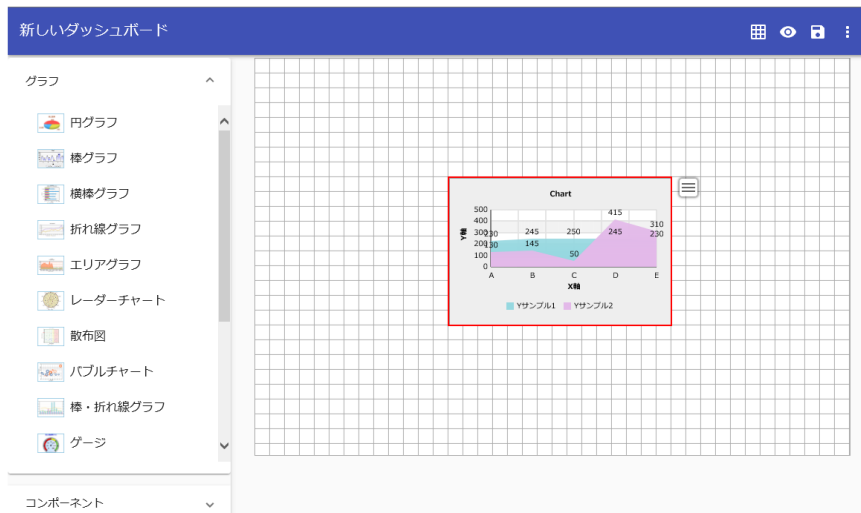 新しいダッシュボード
グラフ
円グラフ
棒グラフ
横棒グラフ
折れ線グラフ
エリアグラフ
レーダーチャート
散布図
バブルチャート
棒・折れ線グラフ
ゲージ
コンポーネント
Chart
Y軸
500
400
300
200
100
0
230
245
250
245
230
130
145
50
415
310
A B C D E
X軸
Yサンプル1 Yサンプル2